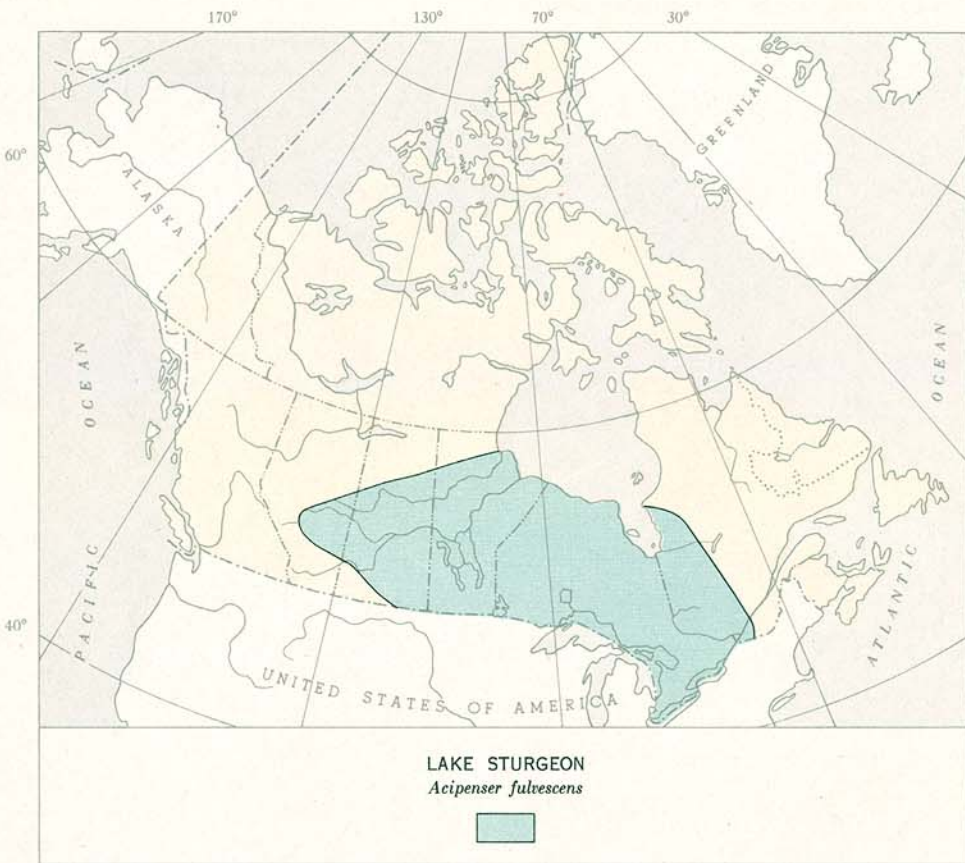 170° 130° 70° 30°
60°
GREENLAND
ALASKA
OCEAN
OCEAN
PACIFIC
ATLANTIC
40°
UNITED STATES OF AMERICA
LAKE STURGEON
Acipenser fulvescens